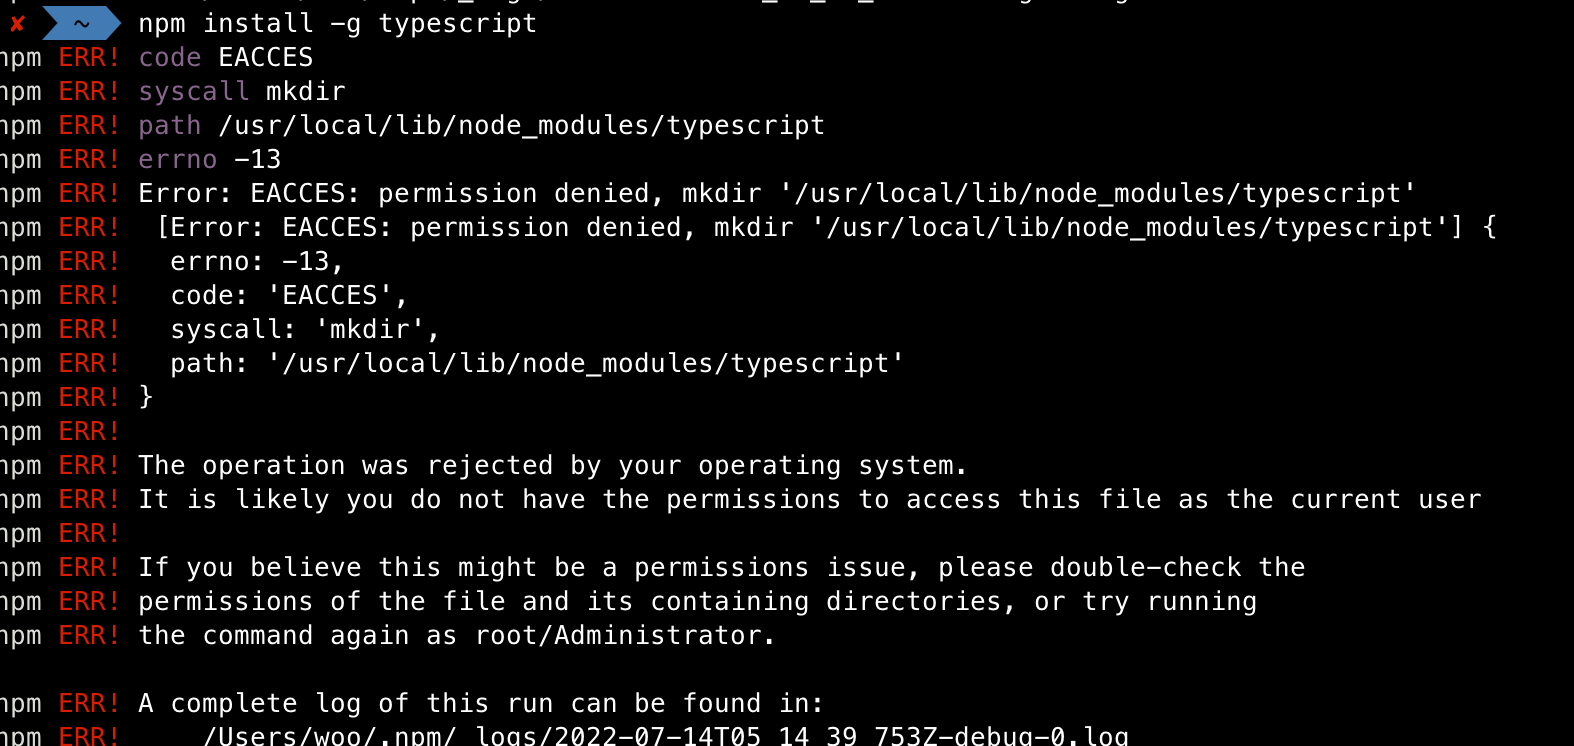 ✘ ~ npm install -g typescript
npm ERR! code EACCES
npm ERR! syscall mkdir
npm ERR! path /usr/local/lib/node_modules/typescript
npm ERR! errno -13
npm ERR! Error: EACCES: permission denied, mkdir '/usr/local/lib/node_modules/typescript'
npm ERR!  [Error: EACCES: permission denied, mkdir '/usr/local/lib/node_modules/typescript'] {
npm ERR!   errno: -13,
npm ERR!   code: 'EACCES',
npm ERR!   syscall: 'mkdir',
npm ERR!   path: '/usr/local/lib/node_modules/typescript'
npm ERR! }
npm ERR!
npm ERR! The operation was rejected by your operating system.
npm ERR! It is likely you do not have the permissions to access this file as the current user
npm ERR!
npm ERR! If you believe this might be a permissions issue, please double-check the
npm ERR! permissions of the file and its containing directories, or try running
npm ERR! the command again as root/Administrator.
npm ERR! A complete log of this run can be found in:
npm ERR!     /Users/woo/.npm/_logs/2022-07-14T05_14_39_753Z-debug-0.log